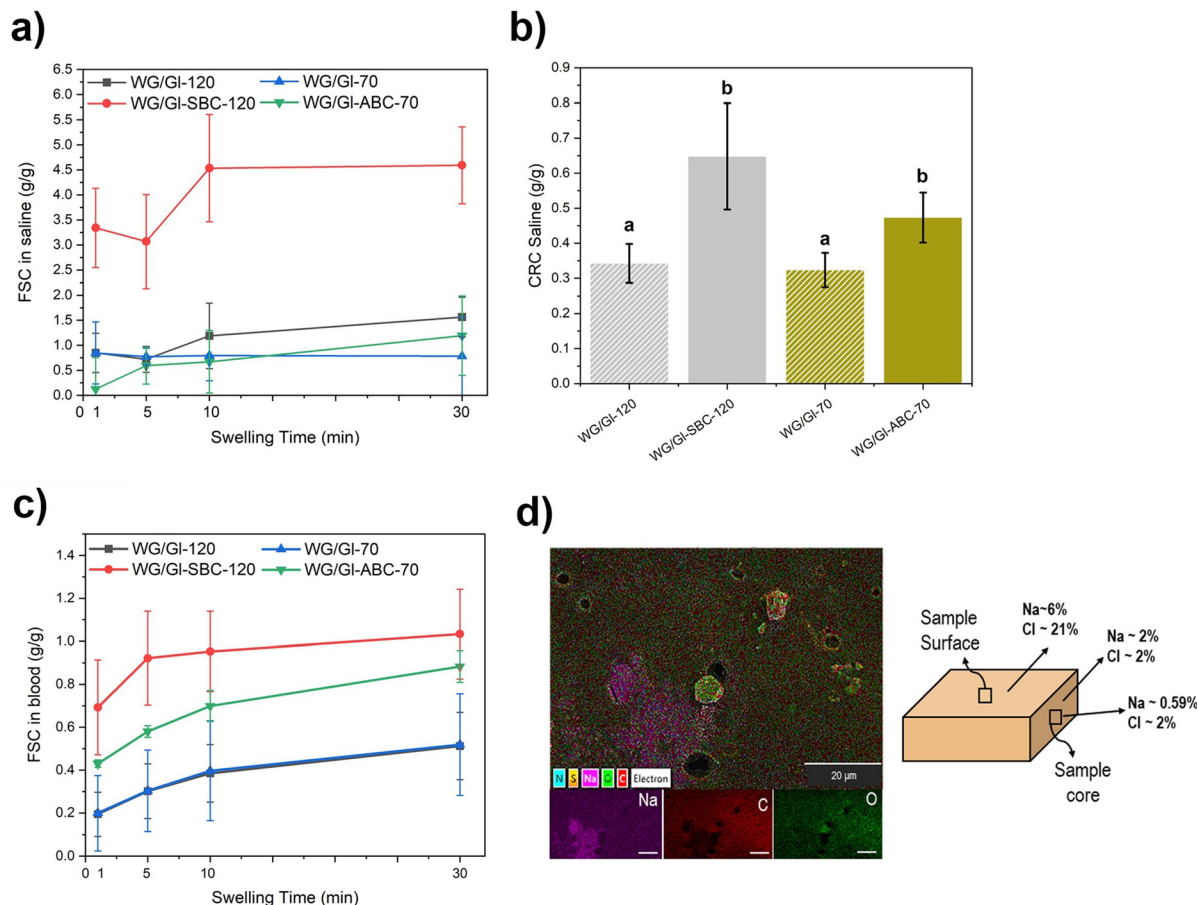 a)
6.5
6.0
5.5
5.0
4.5
4.0
3.5
3.0
2.5
2.0
1.5
1.0
0.5
0.0
FSC in saline (g/g)
WG/Gl-120 WG/Gl-70
WG/Gl-SBC-120 WG/Gl-ABC-70
0 1 5 10 30
Swelling Time (min)
b)
0.9
0.8
0.7
0.6
0.5
0.4
0.3
0.2
0.1
0.0
CRC Saline (g/g)
a b a b
WG/Gl-120
WG/Gl-SBC-120
WG/Gl-70
WG/Gl-ABC-70
c)
1.4
1.2
1.0
0.8
0.6
0.4
0.2
0.0
FSC in blood (g/g)
WG/Gl-120 WG/Gl-70
WG/Gl-SBC-120 WG/Gl-ABC-70
0 1 5 10 30
Swelling Time (min)
d)
N S Na O C Electron
20 µm
Na C O
Sample
Surface
Na~6%
Cl ~ 21%
Na ~ 2%
Cl ~ 2%
Na ~ 0.59%
Cl ~ 2%
Sample
core